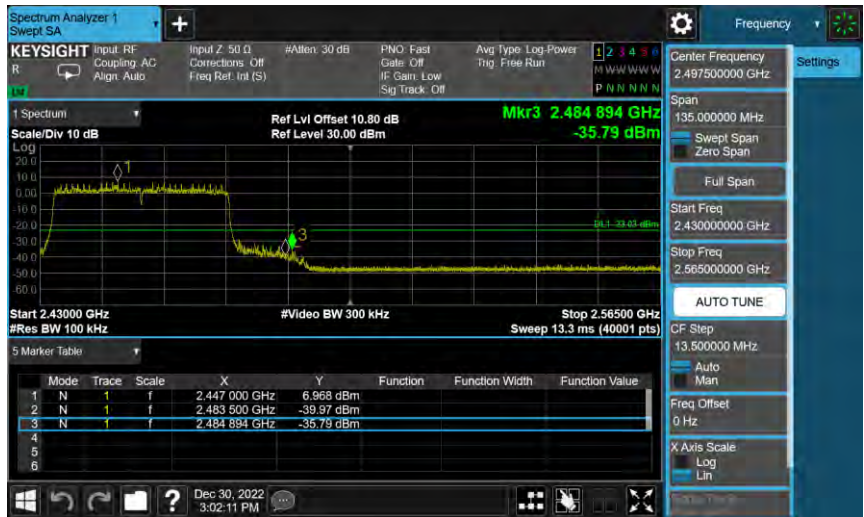 Spectrum Analyzer 1
Swept SA
+
Frequency
KEYSIGHT
R
Input: RF
Coupling: AC
Align: Auto
Input Z: 50 Ω
Corrections: Off
Freq Ref: Int (S)
#Atten: 30 dB
PNO: Fast
Gate: Off
IF Gain: Low
Sig Track: Off
Avg Type: Log-Power
Trig: Free Run
1 2 3 4 5 6
M W W W W W
P N N N N N
1 Spectrum
Scale/Div 10 dB
Ref Lvl Offset 10.80 dB
Ref Level 30.00 dBm
Mkr3 2.484 894 GHz
-35.79 dBm
Log
20.0
10.0
0.00
-10.0
-20.0
-30.0
-40.0
-50.0
-60.0
1
3
DL1 -23.03 dBm
Start 2.43000 GHz
#Res BW 100 kHz
#Video BW 300 kHz
Stop 2.56500 GHz
Sweep 13.3 ms (40001 pts)
5 Marker Table
Mode Trace Scale X Y Function Function Width Function Value
1 N 1 f 2.447 000 GHz 6.968 dBm
2 N 1 f 2.483 500 GHz -39.97 dBm
3 N 1 f 2.484 894 GHz -35.79 dBm
4
5
6
?
Dec 30, 2022
3:02:11 PM
Center Frequency
2.497500000 GHz
Settings
Span
135.000000 MHz
Swept Span
Zero Span
Full Span
Start Freq
2.430000000 GHz
Stop Freq
2.565000000 GHz
AUTO TUNE
CF Step
13.500000 MHz
Auto
Man
Freq Offset
0 Hz
X Axis Scale
Log
Lin